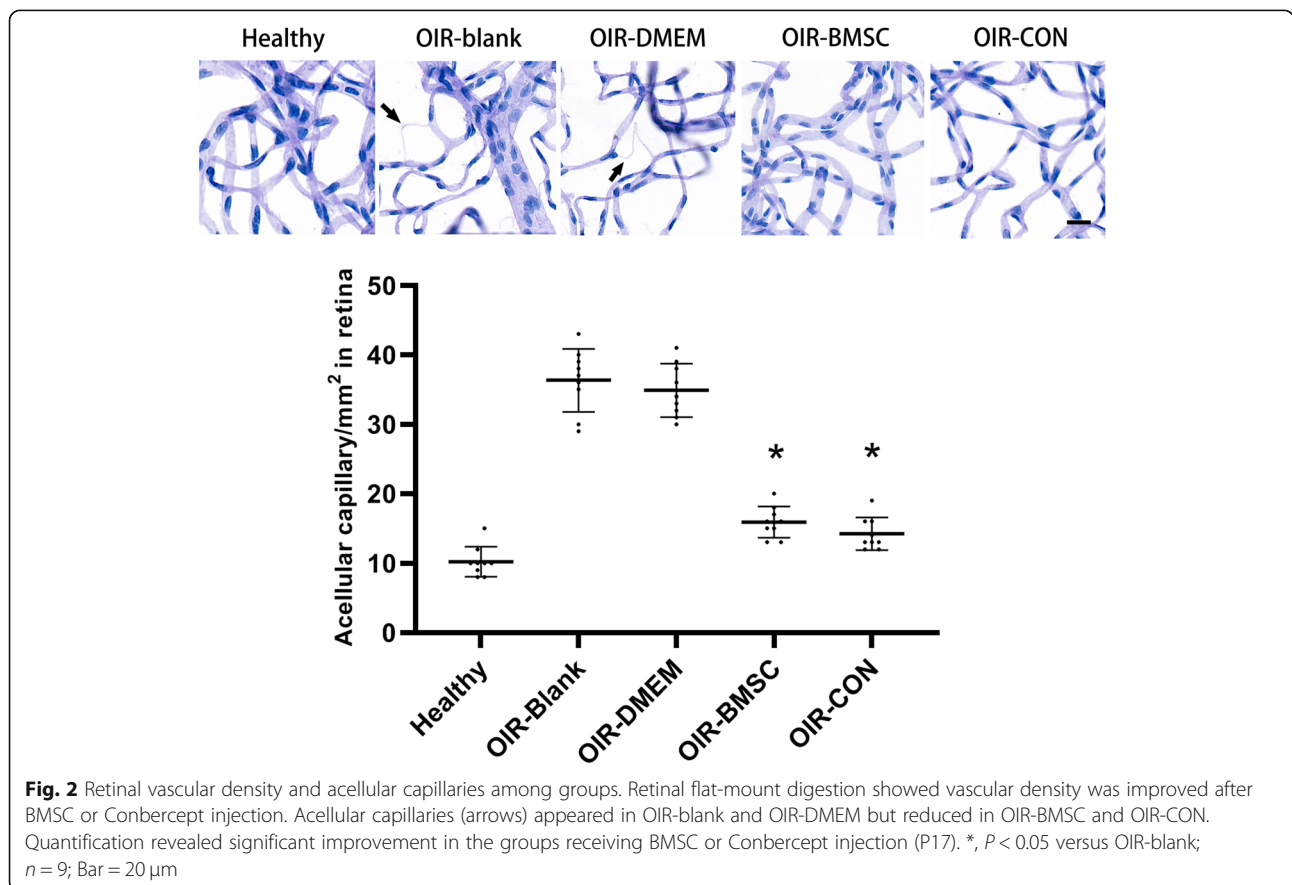 Healthy OIR-blank OIR-DMEM OIR-BMSC OIR-CON
Acellular capillary/mm² in retina
50
40
30
20
10
0
* *
Healthy OIR-Blank OIR-DMEM OIR-BMSC OIR-CON
Fig. 2 Retinal vascular density and acellular capillaries among groups. Retinal flat-mount digestion showed vascular density was improved after
BMSC or Conbercept injection. Acellular capillaries (arrows) appeared in OIR-blank and OIR-DMEM but reduced in OIR-BMSC and OIR-CON.
Quantification revealed significant improvement in the groups receiving BMSC or Conbercept injection (P17). *, P < 0.05 versus OIR-blank;
n = 9; Bar = 20 μm